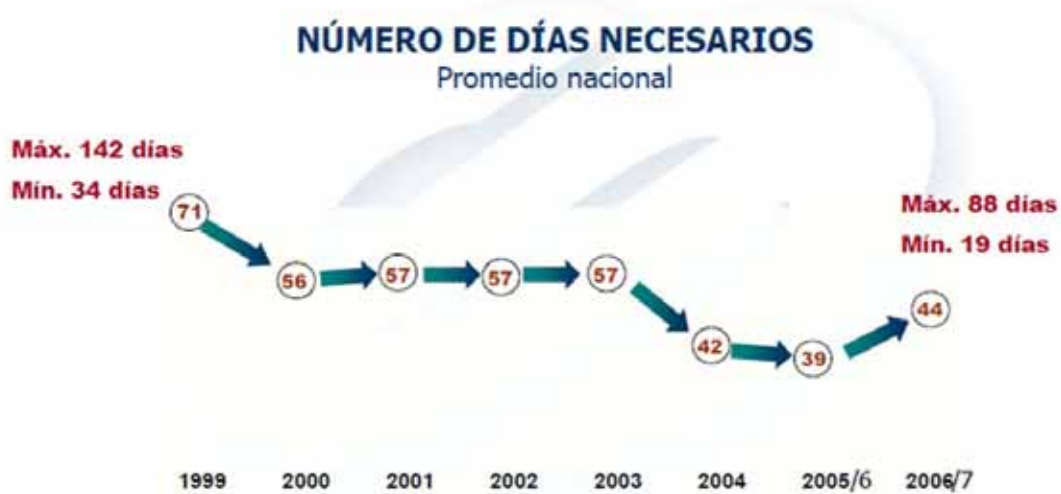 NÚMERO DE DÍAS NECESARIOS
Promedio nacional
Máx. 142 días
Mín. 34 días
Máx. 88 días
Mín. 19 días
71
56
57
57
57
42
39
44
1999
2000
2001
2002
2003
2004
2005/6
2006/7